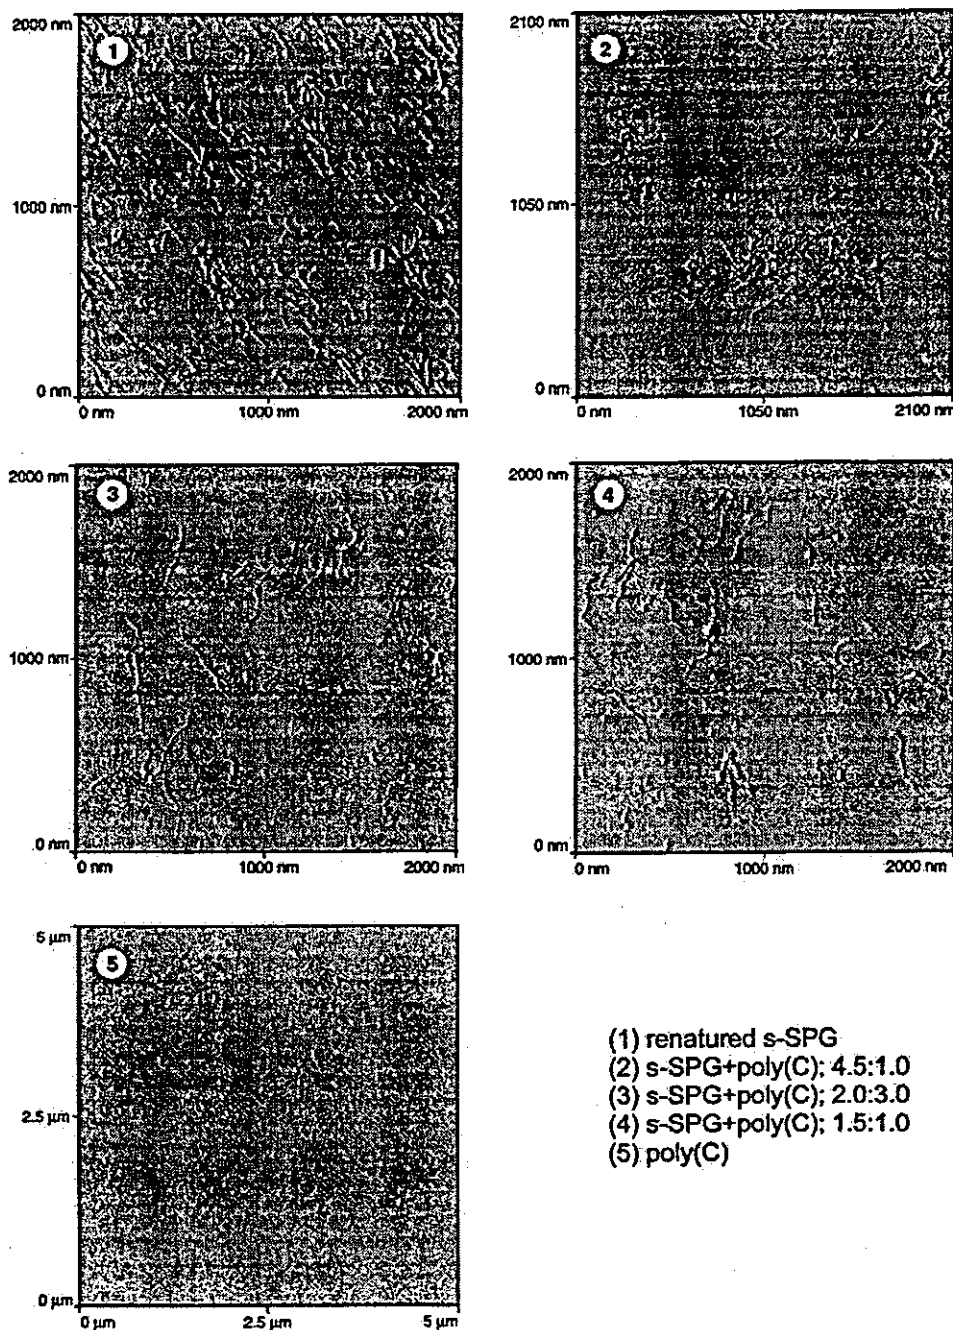 2000 nm
1
1000 nm
0 nm
0 nm 1000 nm 2000 nm
2100 nm
2
1050 nm
0 nm
0 nm 1050 nm 2100 nm
2000 nm
3
1000 nm
0 nm
0 nm 1000 nm 2000 nm
2000 nm
4
1000 nm
0 nm
0 nm 1000 nm 2000 nm
5 µm
5
2.5 µm
0 µm
0 µm 2.5 µm 5 µm
(1) renatured s-SPG
(2) s-SPG+poly(C); 4.5:1.0
(3) s-SPG+poly(C); 2.0:3.0
(4) s-SPG+poly(C); 1.5:1.0
(5) poly(C)